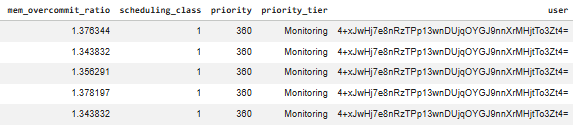 mem_overcommit_ratio scheduling_class priority priority_tier user
1.376344 1 360 Monitoring 4+xJwHj7e8nRzTPp13wnDUjqOYGJ9nnXrMHjtTo3Zt4=
1.343832 1 360 Monitoring 4+xJwHj7e8nRzTPp13wnDUjqOYGJ9nnXrMHjtTo3Zt4=
1.356291 1 360 Monitoring 4+xJwHj7e8nRzTPp13wnDUjqOYGJ9nnXrMHjtTo3Zt4=
1.378197 1 360 Monitoring 4+xJwHj7e8nRzTPp13wnDUjqOYGJ9nnXrMHjtTo3Zt4=
1.343832 1 360 Monitoring 4+xJwHj7e8nRzTPp13wnDUjqOYGJ9nnXrMHjtTo3Zt4=